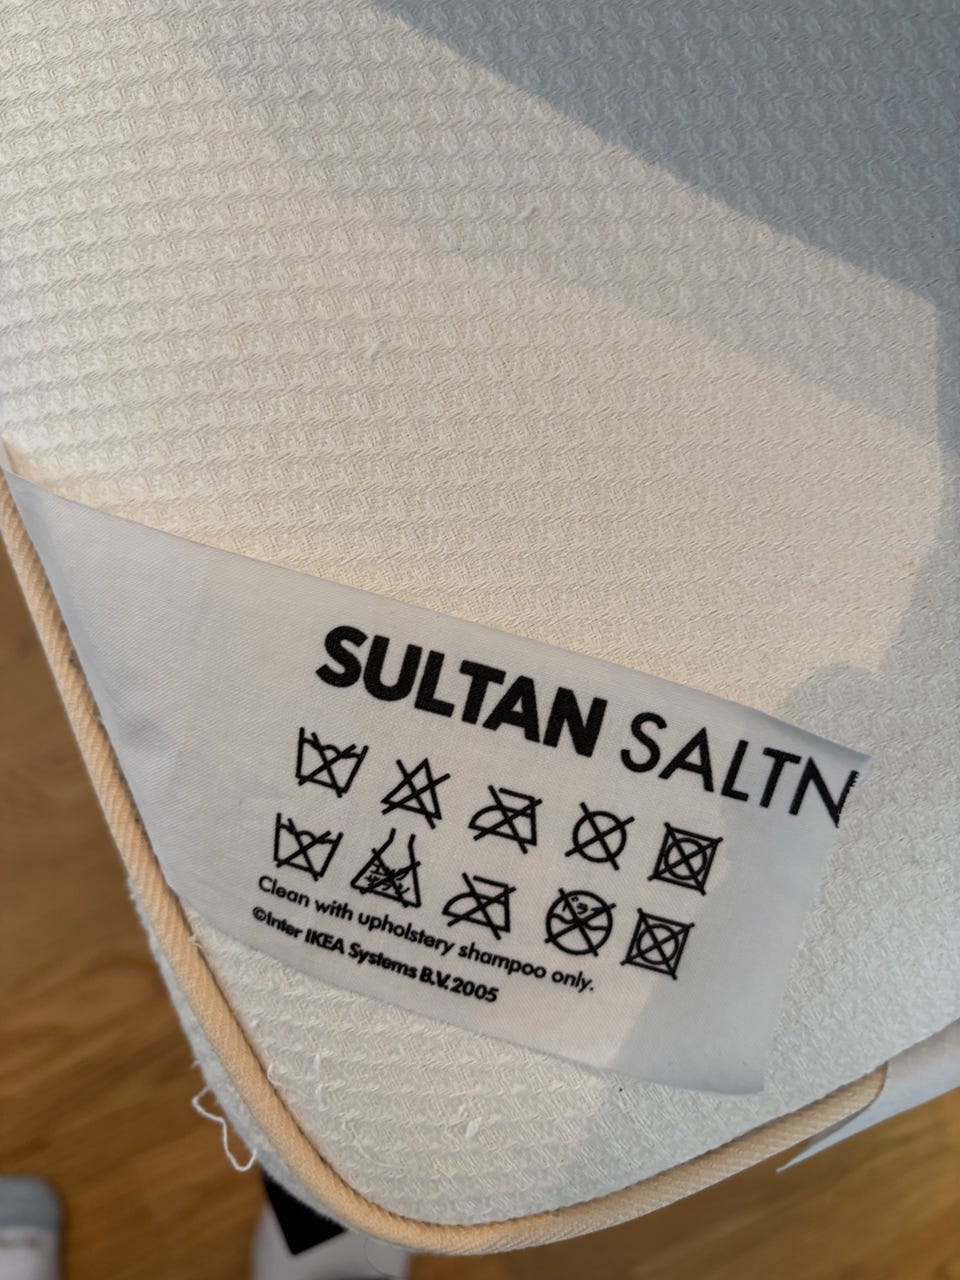 SULTAN SALTN
Clean with upholstery shampoo only.
©Inter IKEA Systems B.V. 2005